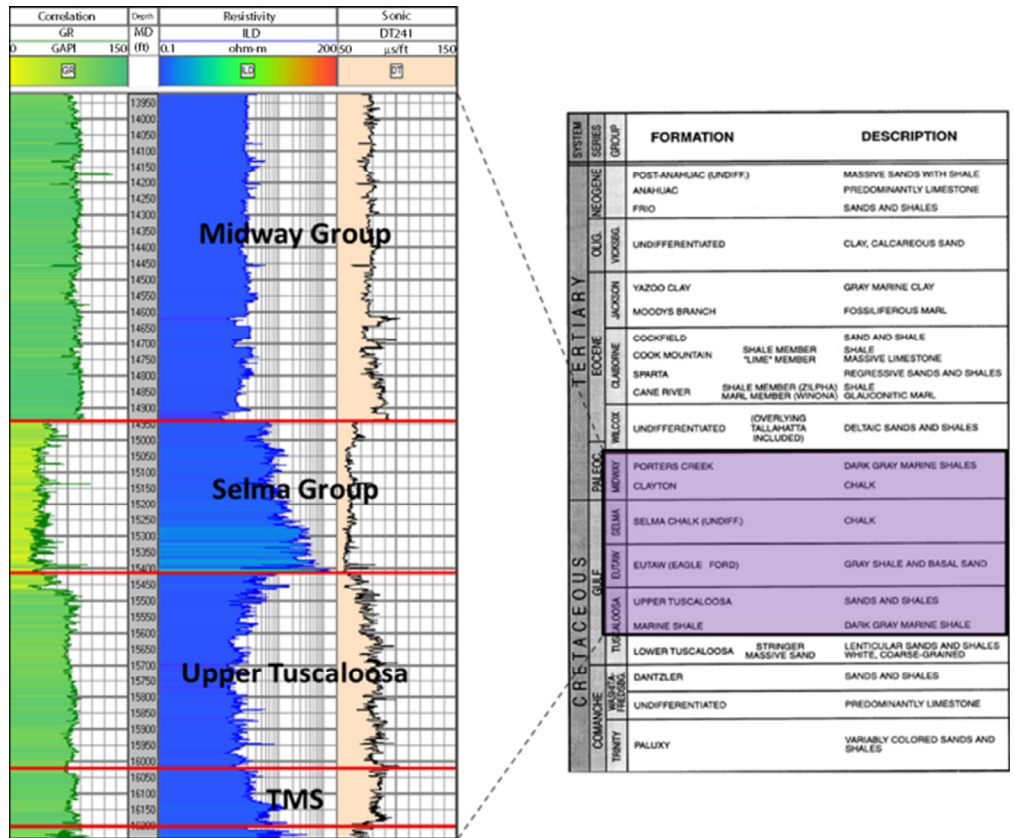 Correlation Depth Resistivity Sonic
GR MD ILD DT241
0 GAPI 150 (ft) 0.1 ohm-m 200 50 µs/ft 150
GR ILD DT
13950
14000
14050
14100
14150
14200
14250
14300
14350
14400
14450
14500
14550
14600
14650
14700
14750
14800
14850
14900
Midway Group
14950
15000
15050
15100
15150
15200
15250
15300
15350
15400
Selma Group
15450
15500
15550
15600
15650
15700
15750
15800
15850
15900
15950
16000
Upper Tuscaloosa
16050
16100
16150
16200
TMS
SYSTEM SERIES GROUP FORMATION DESCRIPTION
TERTIARY
CRETACEOUS
NEOGENE
OLIG.
EOCENE
PALEOC.
GULF
COMANCHE
VICKSBG.
JACKSON
CLAIBORNE
WILCOX
MIDWAY
SELMA
EUTAW
TUSCALOOSA
WASHITA-
FREDSBG.
TRINITY
POST-ANAHUAC (UNDIFF.) MASSIVE SANDS WITH SHALE
ANAHUAC PREDOMINANTLY LIMESTONE
FRIO SANDS AND SHALES
UNDIFFERENTIATED CLAY, CALCAREOUS SAND
YAZOO CLAY GRAY MARINE CLAY
MOODYS BRANCH FOSSILIFEROUS MARL
COCKFIELD SAND AND SHALE
COOK MOUNTAIN SHALE MEMBER SHALE
"LIME" MEMBER MASSIVE LIMESTONE
SPARTA REGRESSIVE SANDS AND SHALES
CANE RIVER SHALE MEMBER (ZILPHA) SHALE
MARL MEMBER (WINONA) GLAUCONITIC MARL
UNDIFFERENTIATED (OVERLYING DELTAIC SANDS AND SHALES
TALLAHATTA
INCLUDED)
PORTERS CREEK DARK GRAY MARINE SHALES
CLAYTON CHALK
SELMA CHALK (UNDIFF.) CHALK
EUTAW (EAGLE FORD) GRAY SHALE AND BASAL SAND
UPPER TUSCALOOSA SANDS AND SHALES
MARINE SHALE DARK GRAY MARINE SHALE
LOWER TUSCALOOSA STRINGER LENTICULAR SANDS AND SHALES
MASSIVE SAND WHITE, COARSE-GRAINED
DANTZLER SANDS AND SHALES
UNDIFFERENTIATED PREDOMINANTLY LIMESTONE
PALUXY VARIABLY COLORED SANDS AND
SHALES